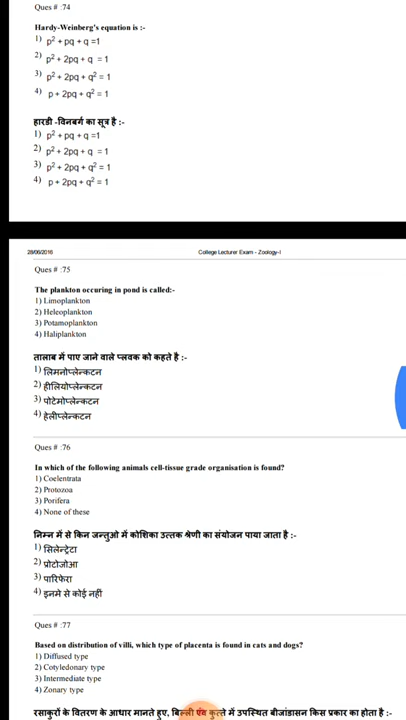 Ques # :74
Hardy-Weinberg's equation is :-
1) p² + pq + q =1
2) p² + 2pq + q = 1
3) p² + 2pq + q² = 1
4) p + 2pq + q² = 1
हारडी -विनबर्ग का सूत्र है :-
1) p² + pq + q =1
2) p² + 2pq + q = 1
3) p² + 2pq + q² = 1
4) p + 2pq + q² = 1
28/06/2016 College Lecturer Exam - Zoology-I
Ques # :75
The plankton occuring in pond is called:-
1) Limoplankton
2) Heleoplankton
3) Potamoplankton
4) Haliplankton
तालाब में पाए जाने वाले प्लवक को कहते है :-
1) लिमनोप्लेन्कटन
2) हीलियोप्लेन्कटन
3) पोटेमोप्लेन्कटन
4) हेलीप्लेन्कटन
Ques # :76
In which of the following animals cell-tissue grade organisation is found?
1) Coelentrata
2) Protozoa
3) Porifera
4) None of these
निम्न में से किन जन्तुओ में कोशिका उत्तक श्रेणी का संयोजन पाया जाता है :-
1) सिलेन्ट्रेटा
2) प्रोटोजोआ
3) पारिफेरा
4) इनमे से कोई नहीं
Ques # :77
Based on distribution of villi, which type of placenta is found in cats and dogs?
1) Diffused type
2) Cotyledonary type
3) Intermediate type
4) Zonary type
रसाकुरों के वितरण के आधार मानते हुए, बिल्ली एंव कुत्ते में उपस्थित बीजांडासन किस प्रकार का होता है :-